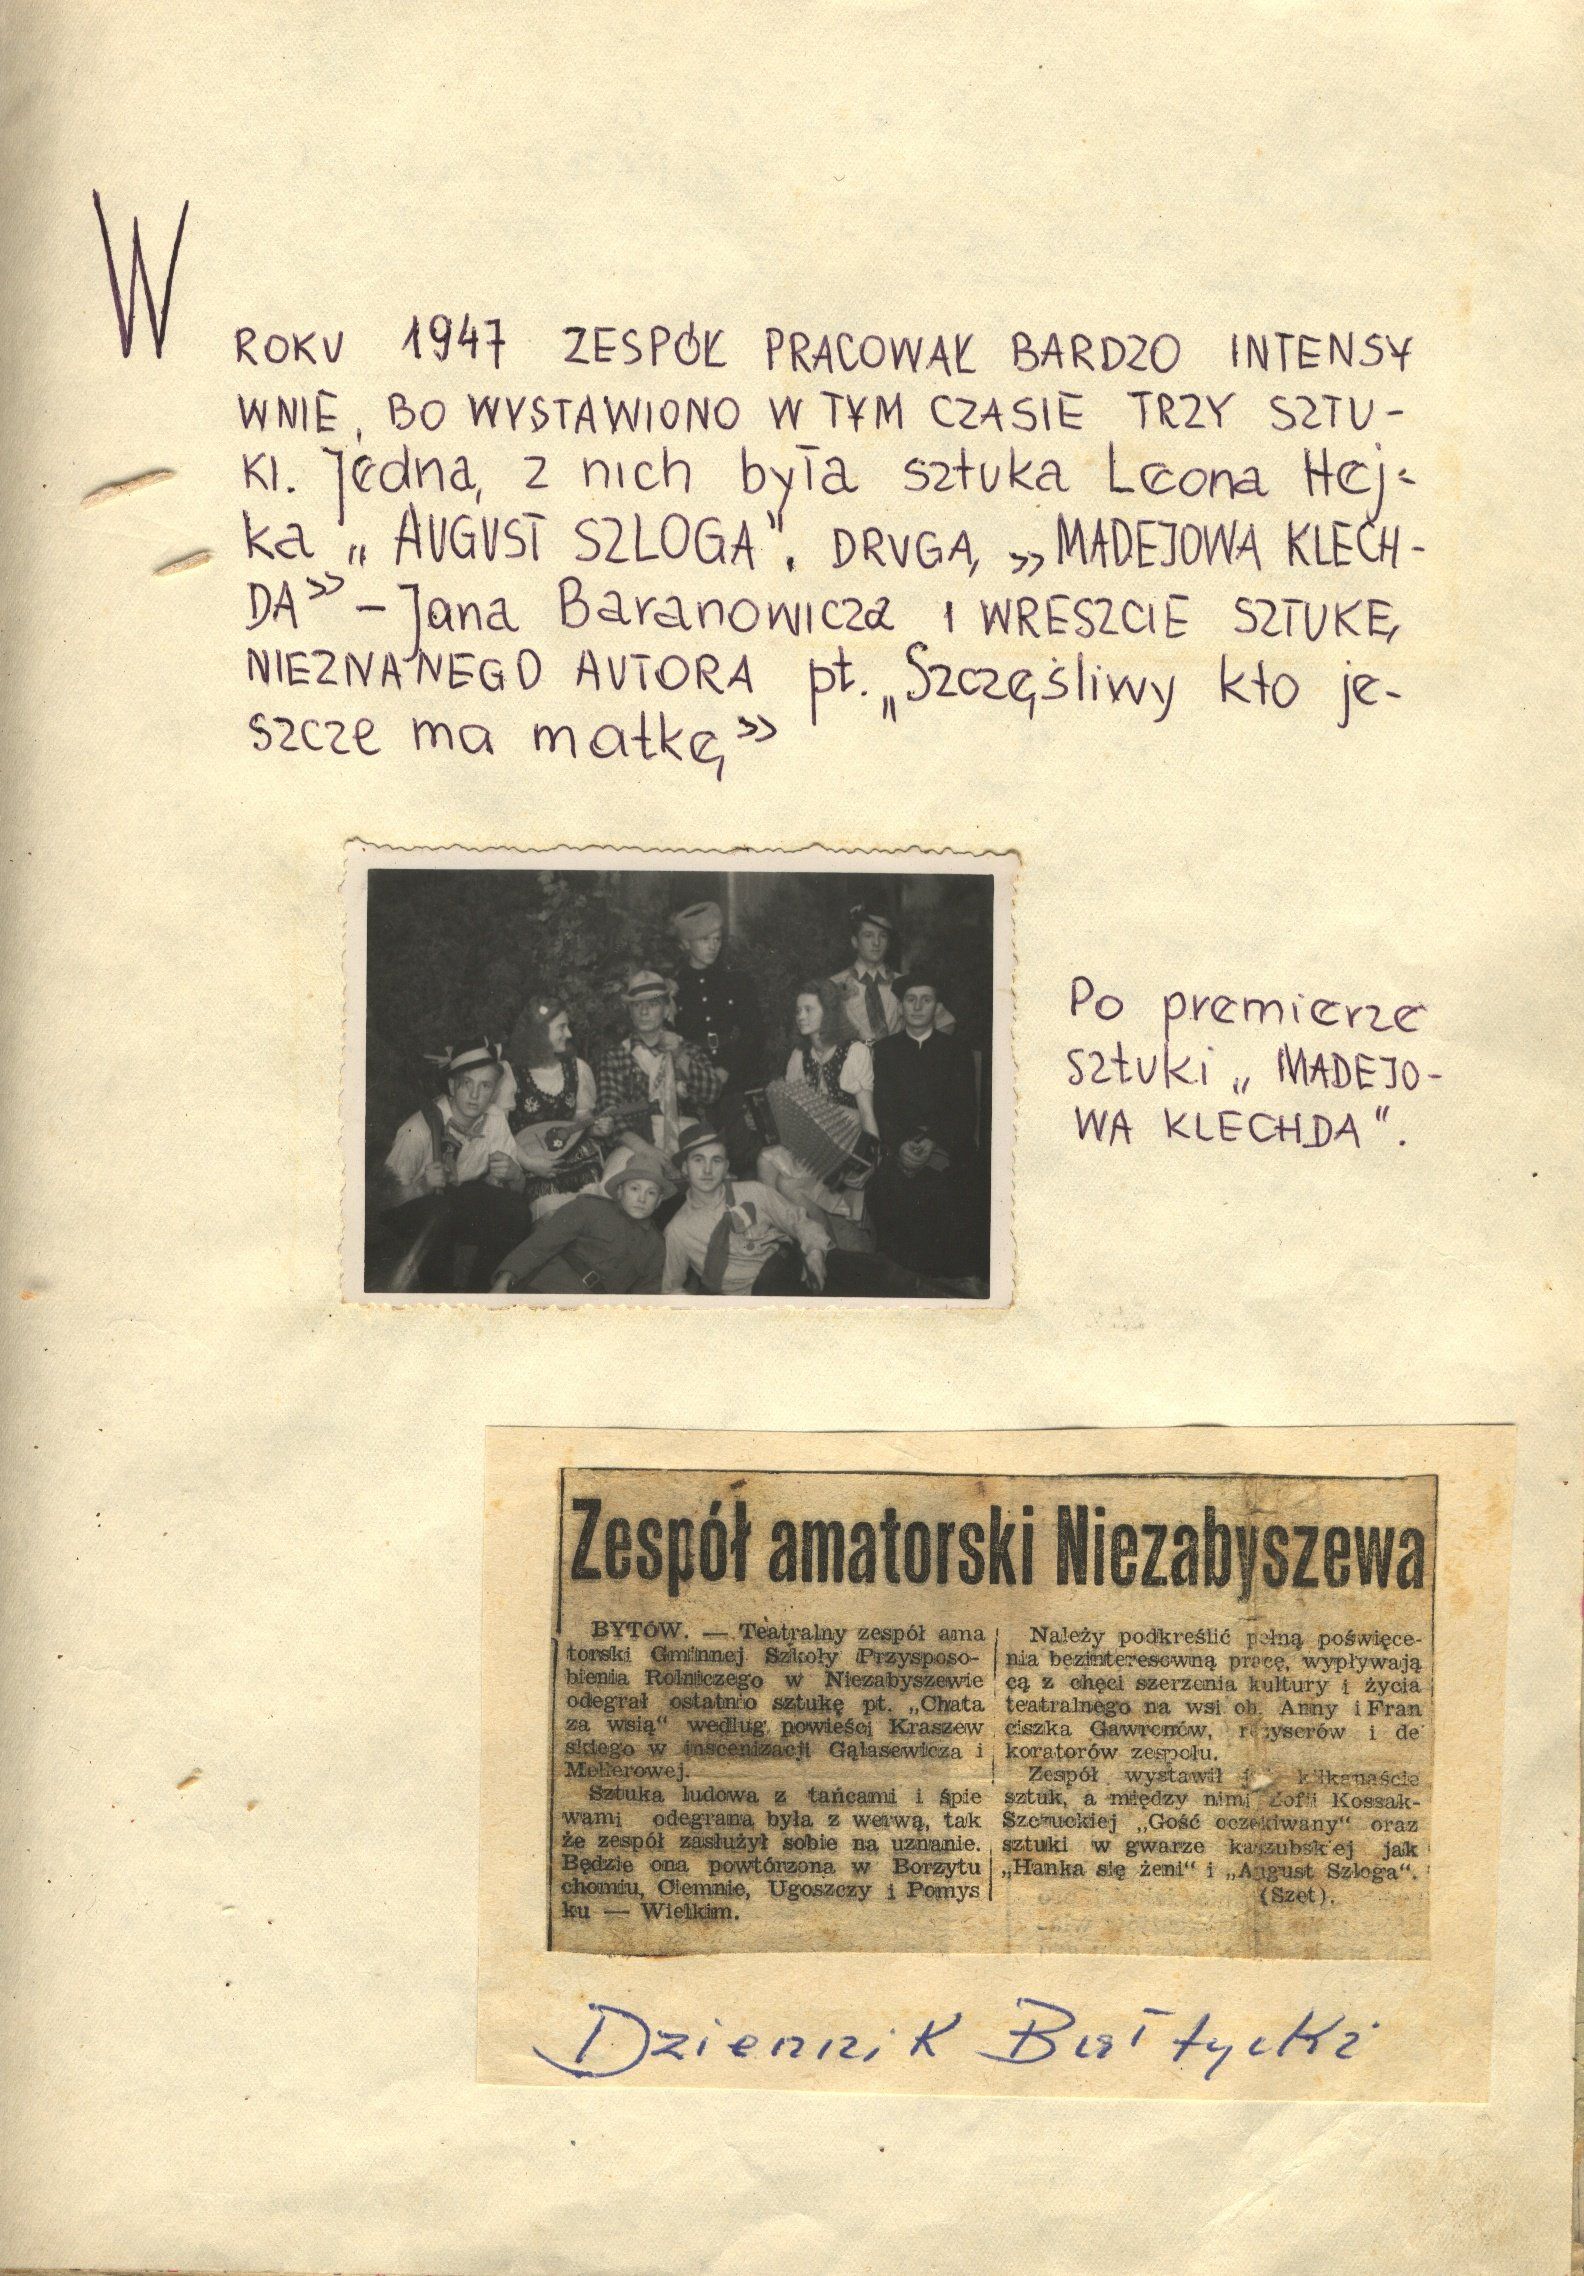 W
ROKU 1947 ZESPÓŁ PRACOWAŁ BARDZO INTENSY
WNIE, BO WYSTAWIONO W TYM CZASIE TRZY SZTU-
KI. Jedną z nich była sztuka Leona Hej-
ka „AUGUST SZLOGA". DRUGĄ „MADEJOWA KLECH-
DA” – Jana Baranowicza I WRESZCIE SZTUKĘ
NIEZNANEGO AUTORA pt. „Szczęśliwy kto je-
szcze ma matkę”
Po premierze
sztuki „MADEJO-
WA KLECHDA".
Zespół amatorski Niezabyszewa
BYTÓW. — Teatralny zespół ama
torski Gminnej Szkoły Przysposo-
bienia Rolniczego w Niezabyszewie
odegrał ostatnio sztukę pt. „Chata
za wsią" według powieści Kraszew
skiego w inscenizacji Galasewicza i
Mellerowej.
Sztuka ludowa z tańcami i śpie
wami odegrana była z werwą, tak
że zespół zasłużył sobie na uznanie.
Będzie ona powtórzona w Borzytu
chomiu, Ciemnie, Ugoszczy i Pomys
ku — Wielkim.
Należy podkreślić pełną poświęce-
nia bezinteresowną pracę, wypływają
cą z chęci szerzenia kultury i życia
teatralnego na wsi ob. Anny i Fran
ciszka Gawronów, reżyserów i de
koratorów zespołu.
Zespół wystawił już kilkanaście
sztuk, a między nimi Zofii Kossak-
Szczuckiej „Gość oczekiwany" oraz
sztuki w gwarze kaszubskiej jak
„Hanka się żeni" i „August Szloga".
(Szet).
Dziennik Bałtycki